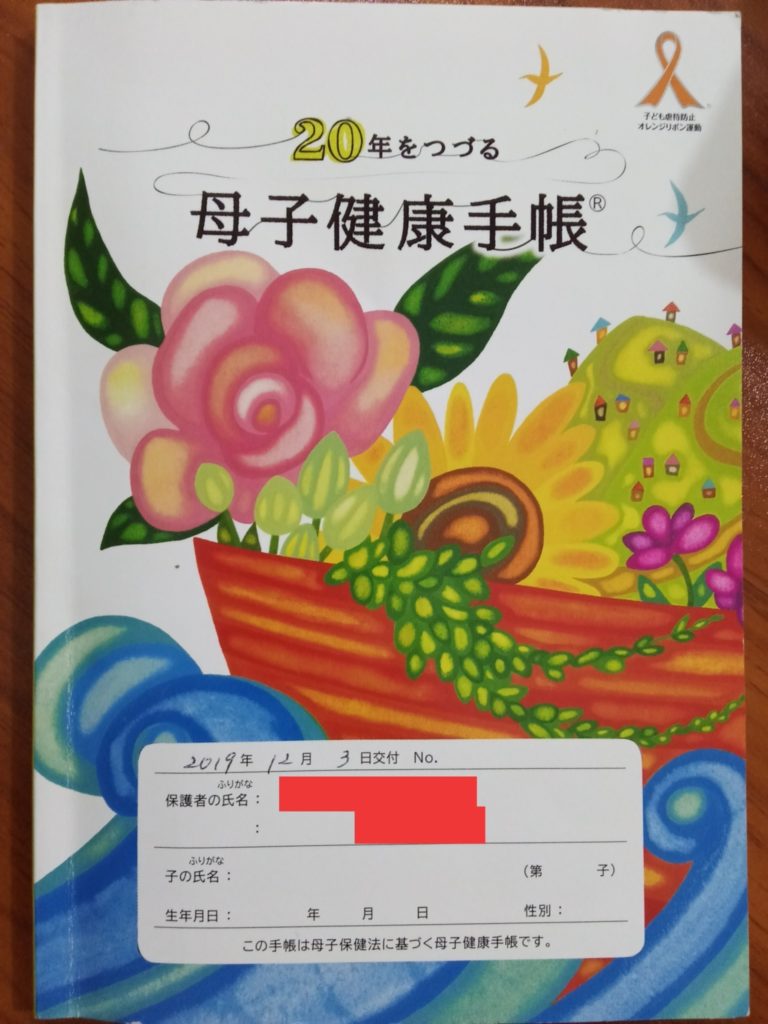 子ども虐待防止
オレンジリボン運動
20年をつづる
母子健康手帳®
2019年 12月 3日交付 No.
ふりがな
保護者の氏名：
：
ふりがな
子の氏名： （第 子）
生年月日： 年 月 日 性別：
この手帳は母子保健法に基づく母子健康手帳です。